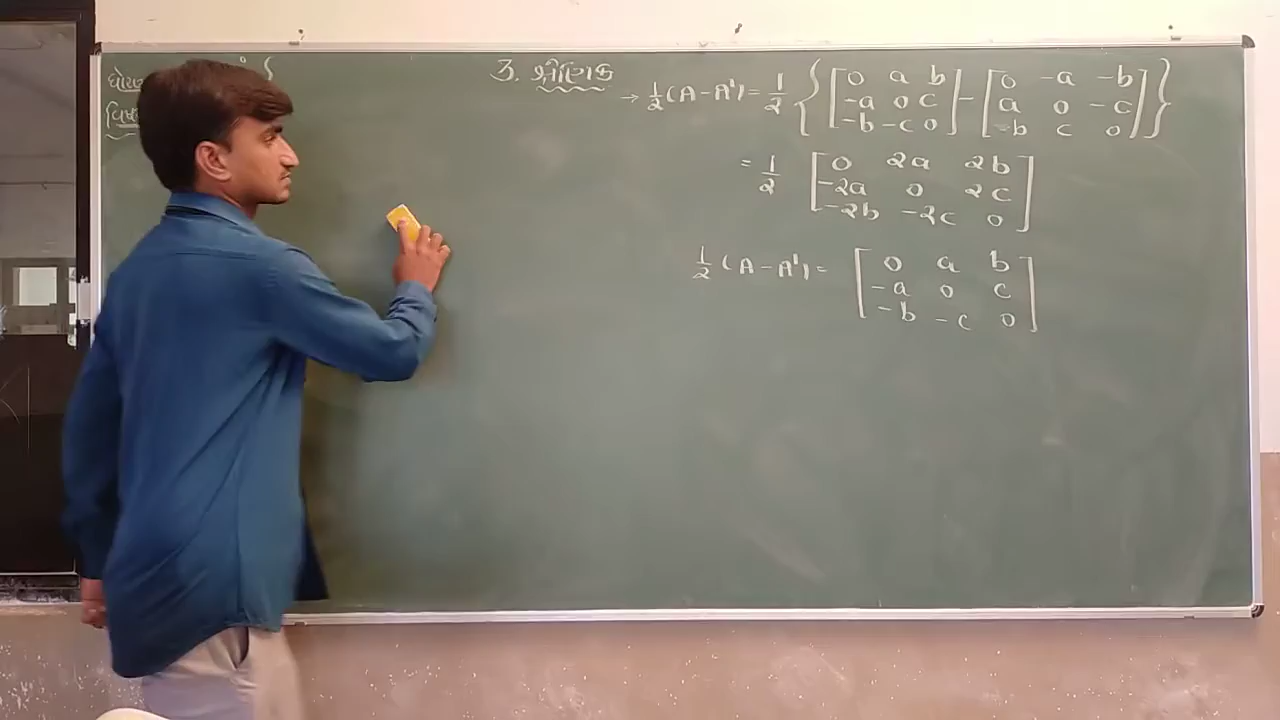 ૩. શ્રેણિક
→ 1/2 (A - A') = 1/2 { [ 0 a b ] - [ 0 -a -b ] }
-a 0 c a 0 -c
-b -c 0 b c 0
= 1/2 [ 0 2a 2b ]
-2a 0 2c
-2b -2c 0
1/2 (A - A') = [ 0 a b ]
-a 0 c
-b -c 0